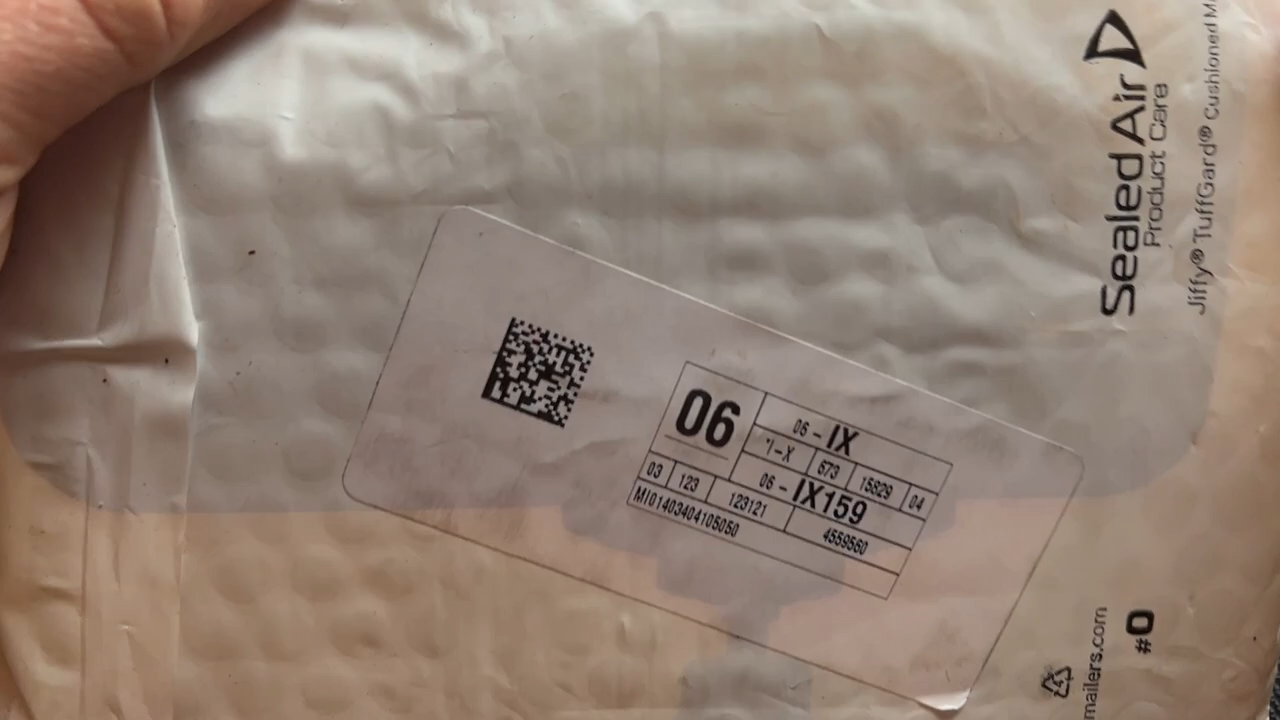 Sealed Air
Product Care
Jiffy® TuffGard® Cushioned
06
06 - IX
*I-X 673 15829 04
06 - IX159
03 123 123121 4559560
MI01403404105050
mailers.com
#0